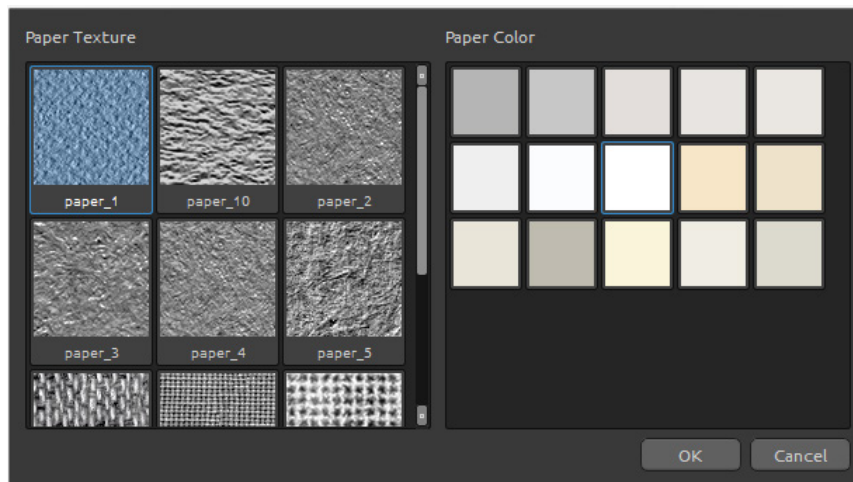 Paper Texture
Paper Color
paper_1
paper_10
paper_2
paper_3
paper_4
paper_5
OK
Cancel